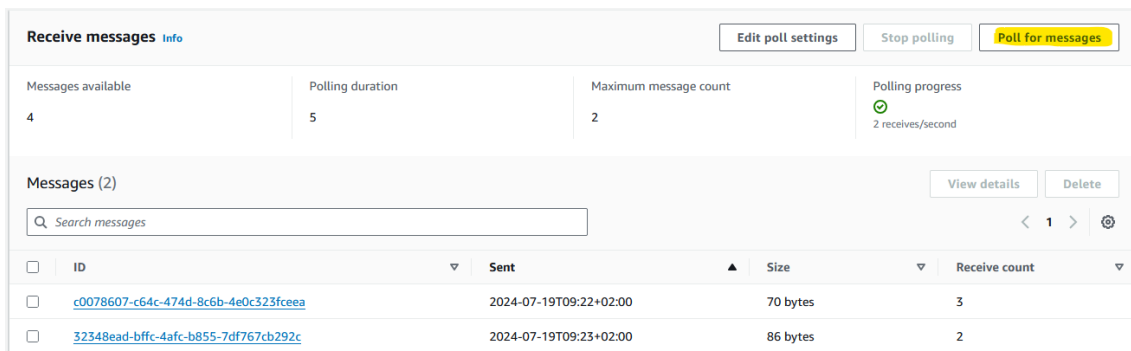 Receive messages Info Edit poll settings Stop polling Poll for messages
Messages available Polling duration Maximum message count Polling progress
4 5 2
2 receives/second
Messages (2) View details Delete
Search messages 1
ID Sent Size Receive count
c0078607-c64c-474d-8c6b-4e0c323fceea 2024-07-19T09:22+02:00 70 bytes 3
32348ead-bffc-4afc-b855-7df767cb292c 2024-07-19T09:23+02:00 86 bytes 2